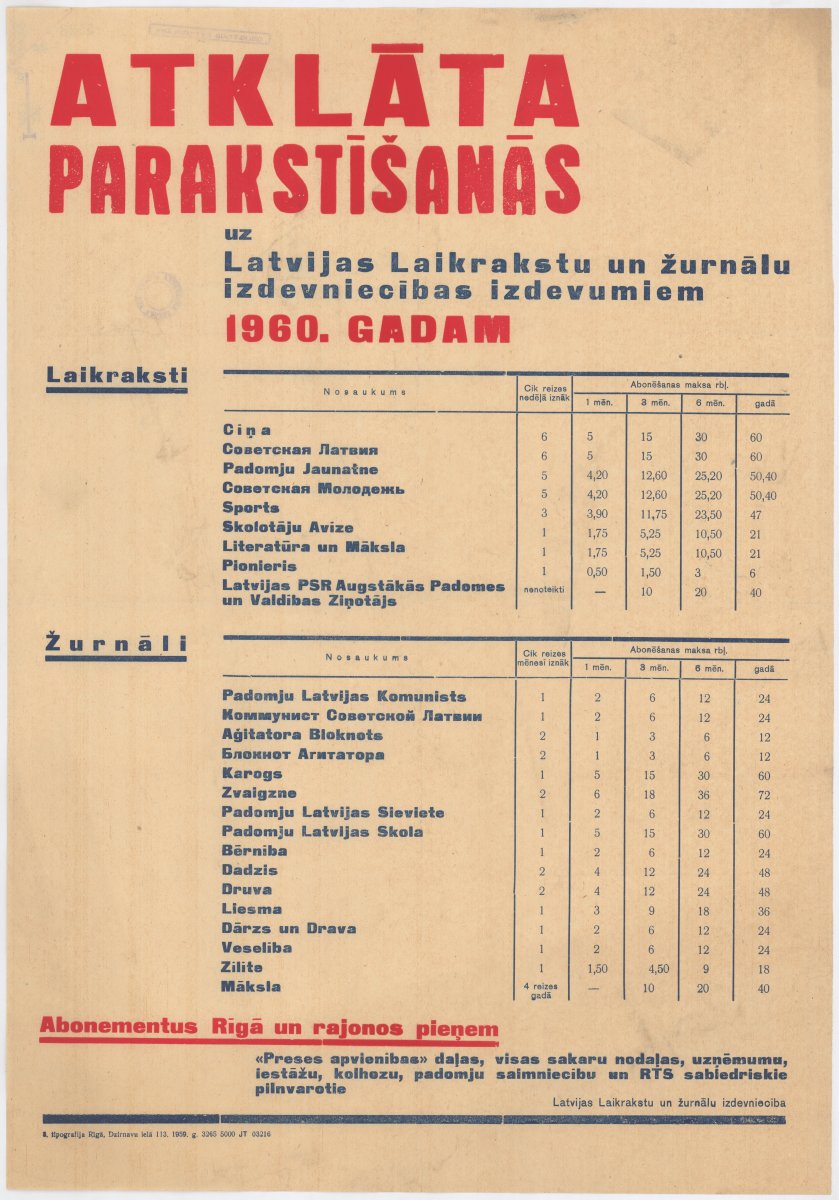 ATKLĀTA
PARAKSTĪŠANĀS
uz
Latvijas Laikrakstu un žurnālu
izdevniecības izdevumiem
1960. GADAM
Laikraksti
Nosaukums Cik reizes nedēļā iznāk Abonēšanas maksa rbļ.
1 mēn. 3 mēn. 6 mēn. gadā
Cīņa 6 5 15 30 60
Советская Латвия 6 5 15 30 60
Padomju Jaunatne 5 4,20 12,60 25,20 50,40
Советская Молодежь 5 4,20 12,60 25,20 50,40
Sports 3 3,90 11,75 23,50 47
Skolotāju Avīze 1 1,75 5,25 10,50 21
Literatūra un Māksla 1 1,75 5,25 10,50 21
Pionieris 1 0,50 1,50 3 6
Latvijas PSR Augstākās Padomes
un Valdības Ziņotājs nenoteikti — 10 20 40
Žurnāli
Nosaukums Cik reizes mēnesī iznāk Abonēšanas maksa rbļ.
1 mēn. 3 mēn. 6 mēn. gadā
Padomju Latvijas Komunists 1 2 6 12 24
Коммунист Советской Латвии 1 2 6 12 24
Aģitatora Bloknots 2 1 3 6 12
Блокнот Агитатора 2 1 3 6 12
Karogs 1 5 15 30 60
Zvaigzne 2 6 18 36 72
Padomju Latvijas Sieviete 1 2 6 12 24
Padomju Latvijas Skola 1 5 15 30 60
Bērnība 1 2 6 12 24
Dadzis 2 4 12 24 48
Druva 2 4 12 24 48
Liesma 1 3 9 18 36
Dārzs un Drava 1 2 6 12 24
Veselība 1 2 6 12 24
Zīlīte 1 1,50 4,50 9 18
Māksla 4 reizes gadā — 10 20 40
Abonementus Rīgā un rajonos pieņem
«Preses apvienības» daļas, visas sakaru nodaļas, uzņēmumu,
iestāžu, kolhozu, padomju saimniecību un RTS sabiedriskie
pilnvarotie
Latvijas Laikrakstu un žurnālu izdevniecība
8. tipografija Rīgā, Dzirnavu ielā 113. 1959. g. 3265 5000 JT 03216